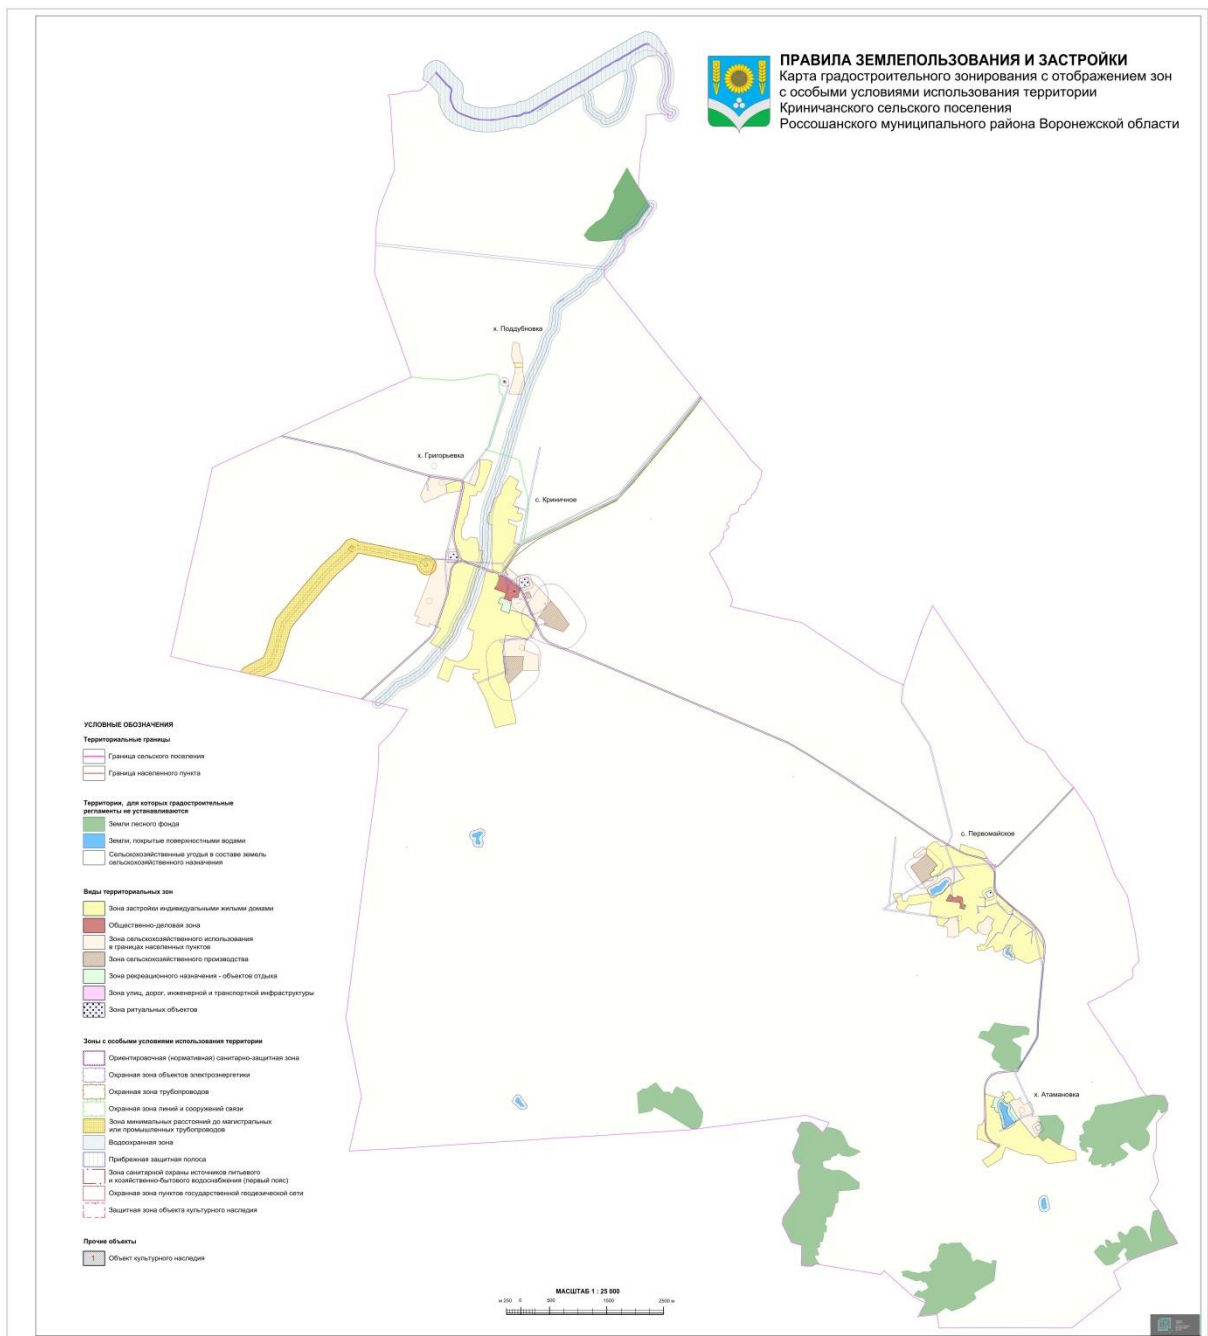 ПРАВИЛА ЗЕМЛЕПОЛЬЗОВАНИЯ И ЗАСТРОЙКИ
Карта градостроительного зонирования с отображением зон
с особыми условиями использования территории
Криничанского сельского поселения
Россошанского муниципального района Воронежской области
х. Поддубновка
х. Григорьевка
с. Криничное
с. Первомайское
х. Атамановка
УСЛОВНЫЕ ОБОЗНАЧЕНИЯ
Территориальные границы
Граница сельского поселения
Граница населенного пункта
Территории, для которых градостроительные
регламенты не устанавливаются
Земли лесного фонда
Земли, покрытые поверхностными водами
Сельскохозяйственные угодья в составе земель
сельскохозяйственного назначения
Виды территориальных зон
Зона застройки индивидуальными жилыми домами
Общественно-деловая зона
Зона сельскохозяйственного использования
в границах населенных пунктов
Зона сельскохозяйственного производства
Зона рекреационного назначения - объектов отдыха
Зона улиц, дорог, инженерной и транспортной инфраструктуры
Зона ритуальных объектов
Зоны с особыми условиями использования территории
Ориентировочная (нормативная) санитарно-защитная зона
Охранная зона объектов электроэнергетики
Охранная зона трубопроводов
Охранная зона линий и сооружений связи
Зона минимальных расстояний до магистральных
или промышленных трубопроводов
Водоохранная зона
Прибрежная защитная полоса
Зона санитарной охраны источников питьевого
и хозяйственно-бытового водоснабжения (первый пояс)
Охранная зона пунктов государственной геодезической сети
Защитная зона объекта культурного наследия
Прочие объекты
1 Объект культурного наследия
МАСШТАБ 1 : 25 000
м 250 0 500 1500 2500 м